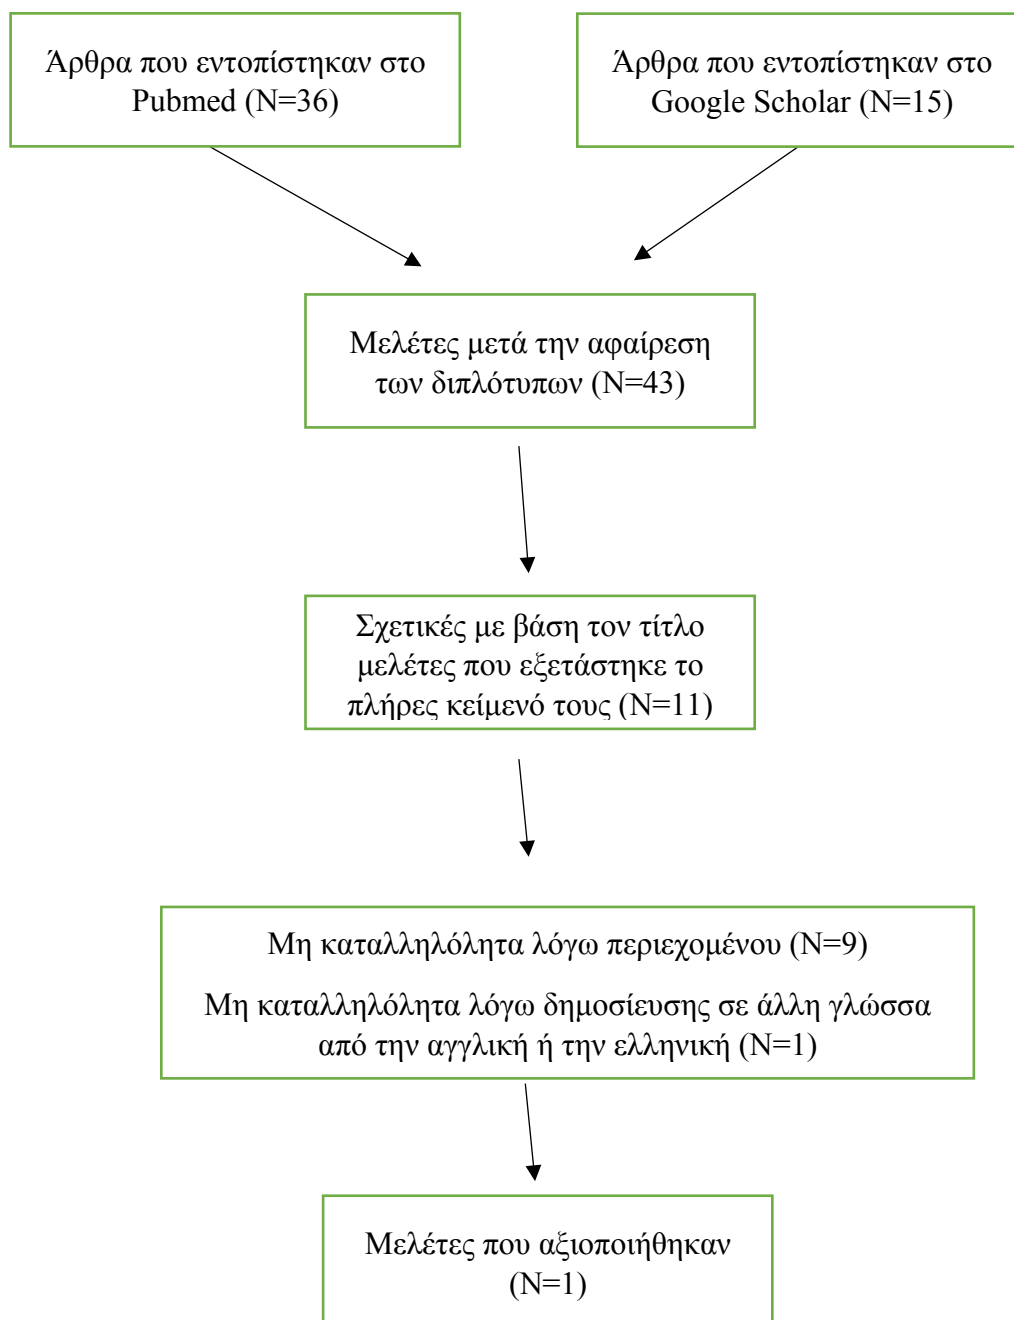 Άρθρα που εντοπίστηκαν στο
Pubmed (N=36)
Άρθρα που εντοπίστηκαν στο
Google Scholar (N=15)
Μελέτες μετά την αφαίρεση
των διπλότυπων (N=43)
Σχετικές με βάση τον τίτλο
μελέτες που εξετάστηκε το
πλήρες κείμενό τους (N=11)
Μη καταλληλόλητα λόγω περιεχομένου (N=9)
Μη καταλληλόλητα λόγω δημοσίευσης σε άλλη γλώσσα
από την αγγλική ή την ελληνική (N=1)
Μελέτες που αξιοποιήθηκαν
(N=1)